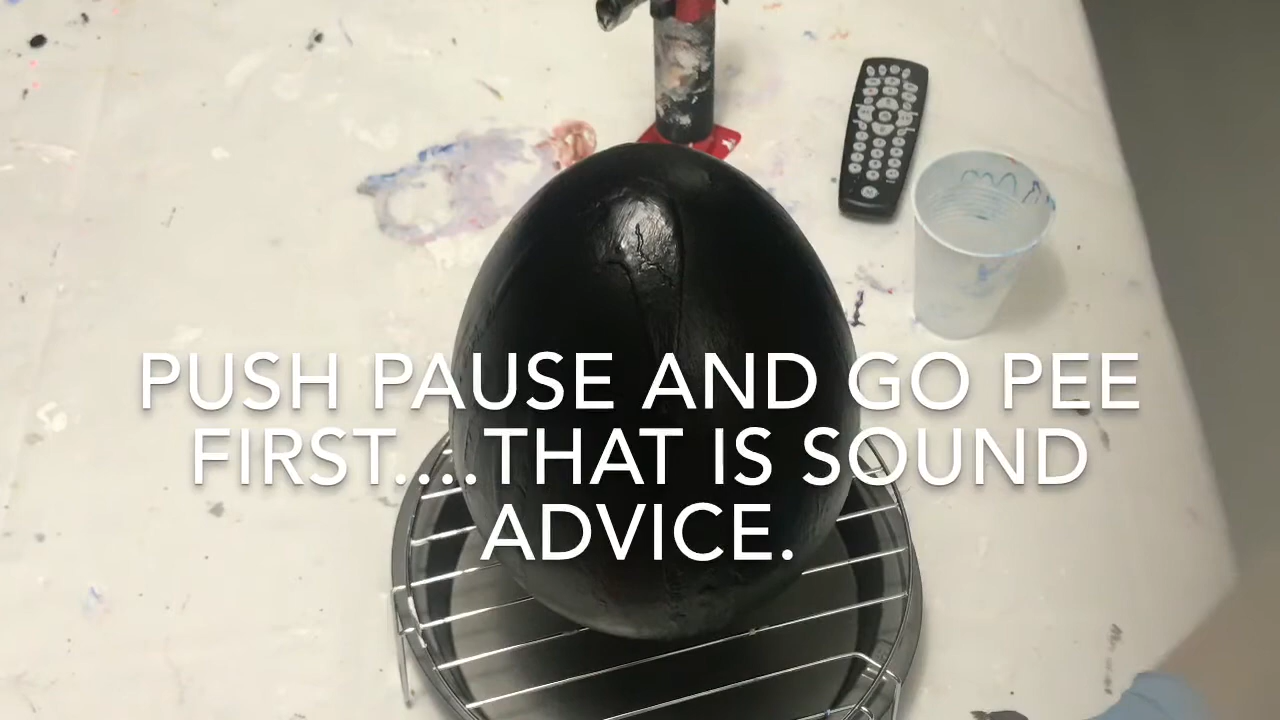 PUSH PAUSE AND GO PEE
FIRST....THAT IS SOUND
ADVICE.